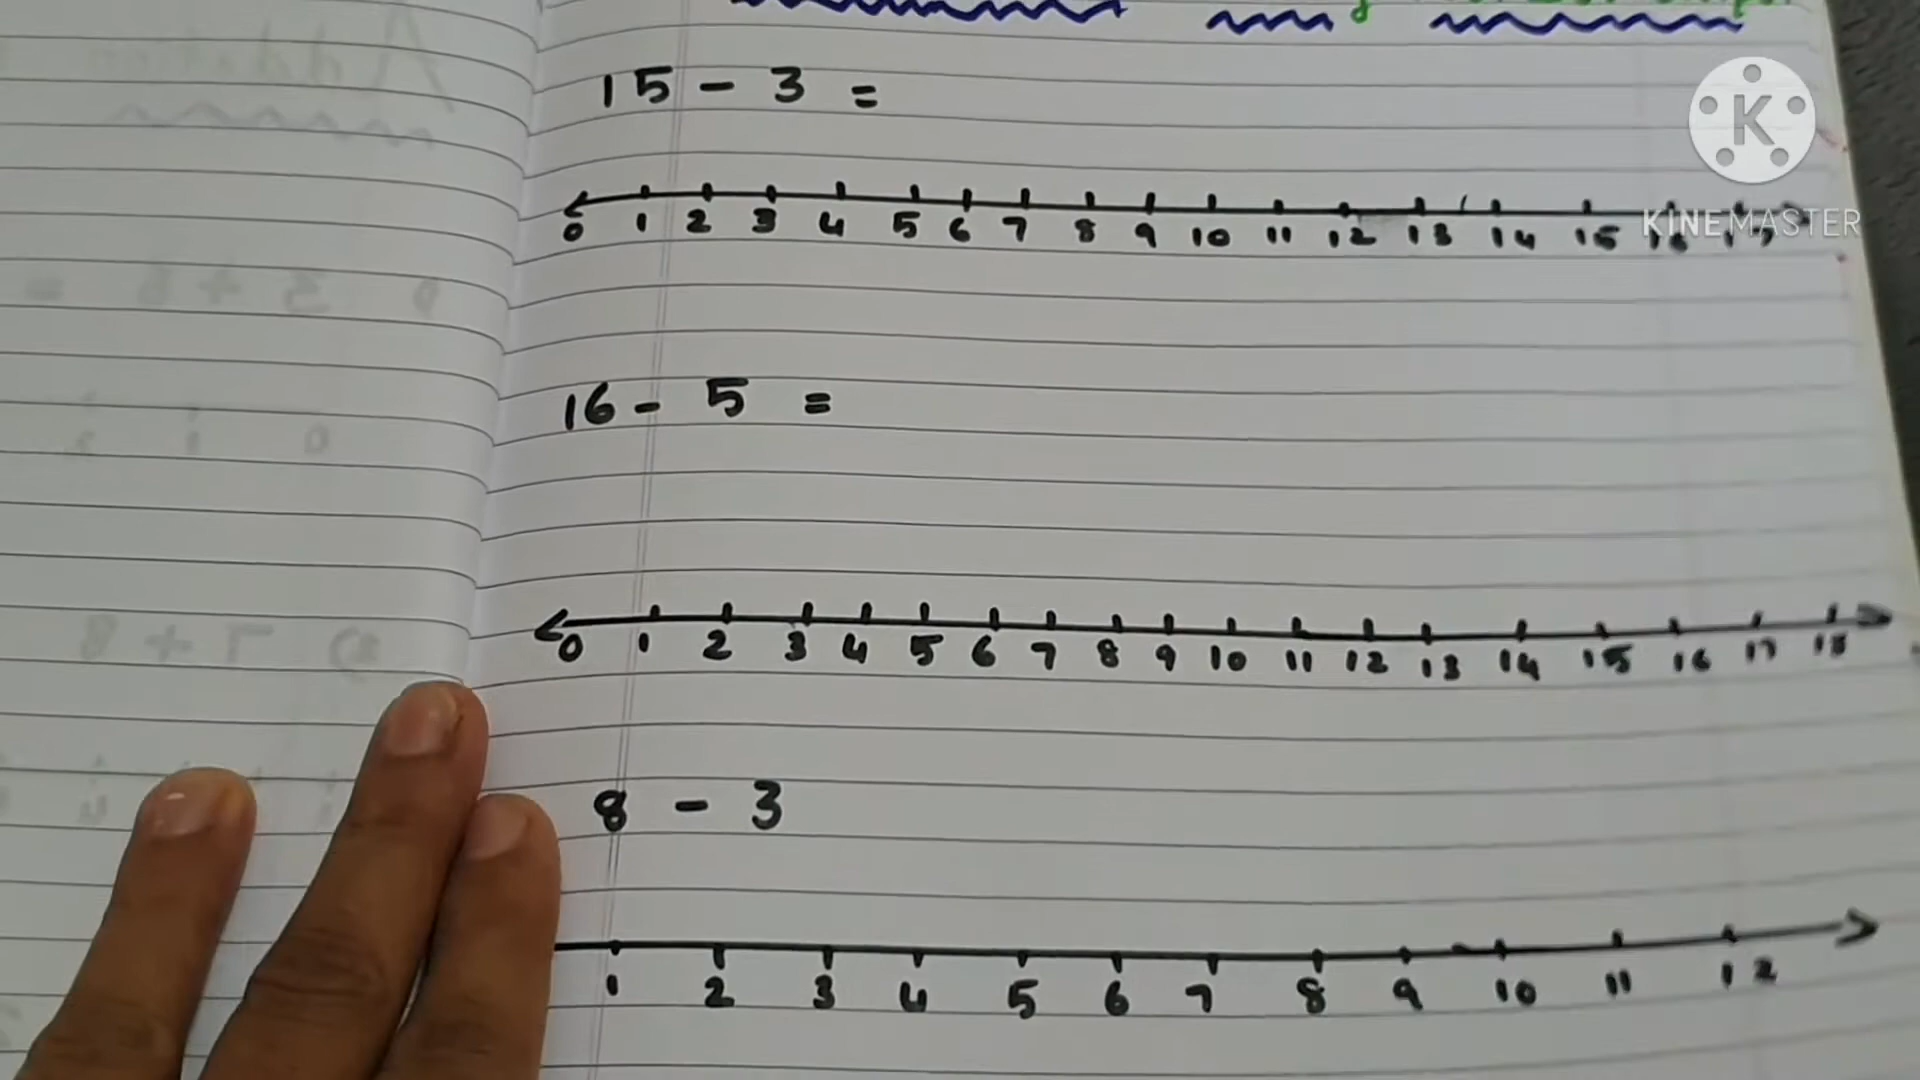 15 - 3 =
K
KINEMASTER
0 1 2 3 4 5 6 7 8 9 10 11 12 13 14 15 16 17
16 - 5 =
0 1 2 3 4 5 6 7 8 9 10 11 12 13 14 15 16 17 18
8 - 3
1 2 3 4 5 6 7 8 9 10 11 12